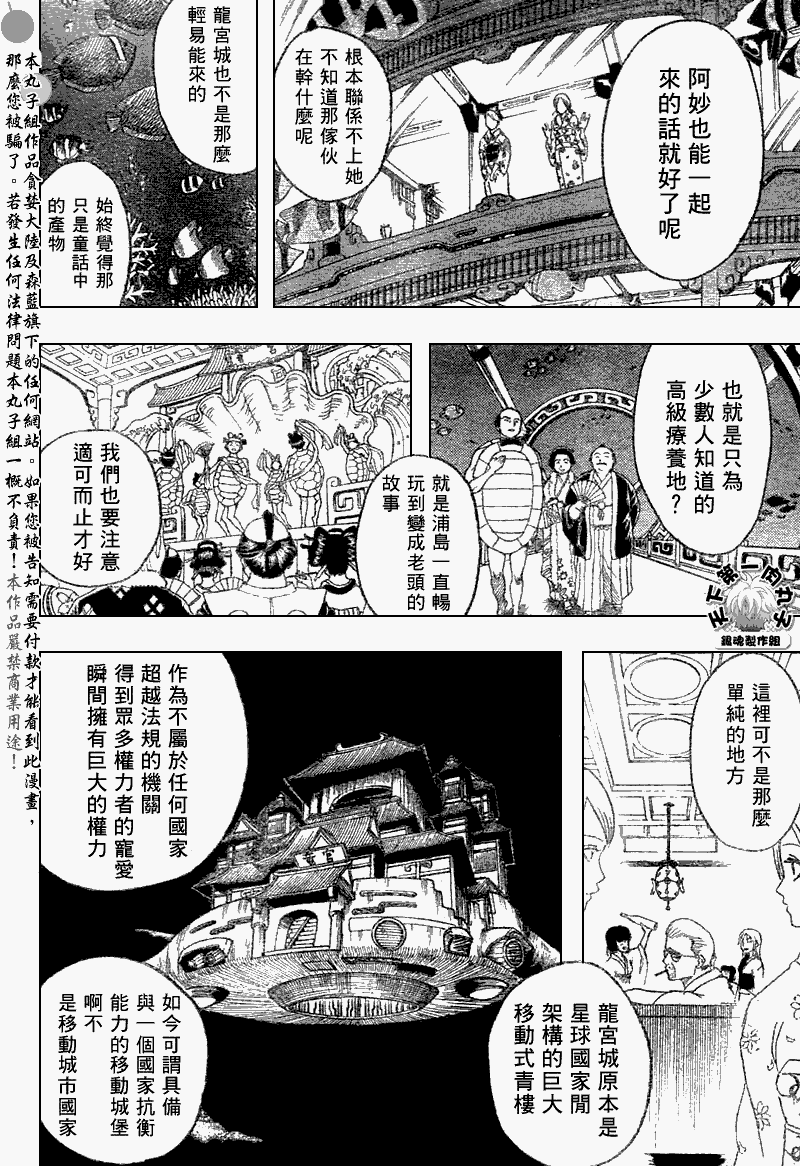 阿妙也能一起
來的話就好了呢
根本聯係不上她
不知道那傢伙
在幹什麼呢
龍宮城也不是那麼
輕易能來的
始終覺得那
只是童話中
的產物
也就是只為
少數人知道的
高級療養地？
就是浦島一直暢
玩到變成老頭的
故事
我們也要注意
適可而止才好
這裡可不是那麼
單純的地方
龍宮城原本是
星球國家間
架構的巨大
移動式青樓
作為不屬於任何國家
超越法規的機關
得到眾多權力者的寵愛
瞬間擁有巨大的權力
如今可謂具備
與一個國家抗衡
能力的移動城堡
啊不
是移動城市國家
龍宮
天下第一因廿子
銀魂製作組
本丸子組作品貪婪大陸及森藍旗下的任何網站。如果您被告知需要付款才能看到此漫畫，
那麼您被騙了。若發生任何法律問題本丸子組一概不負責！本作品嚴禁商業用途！